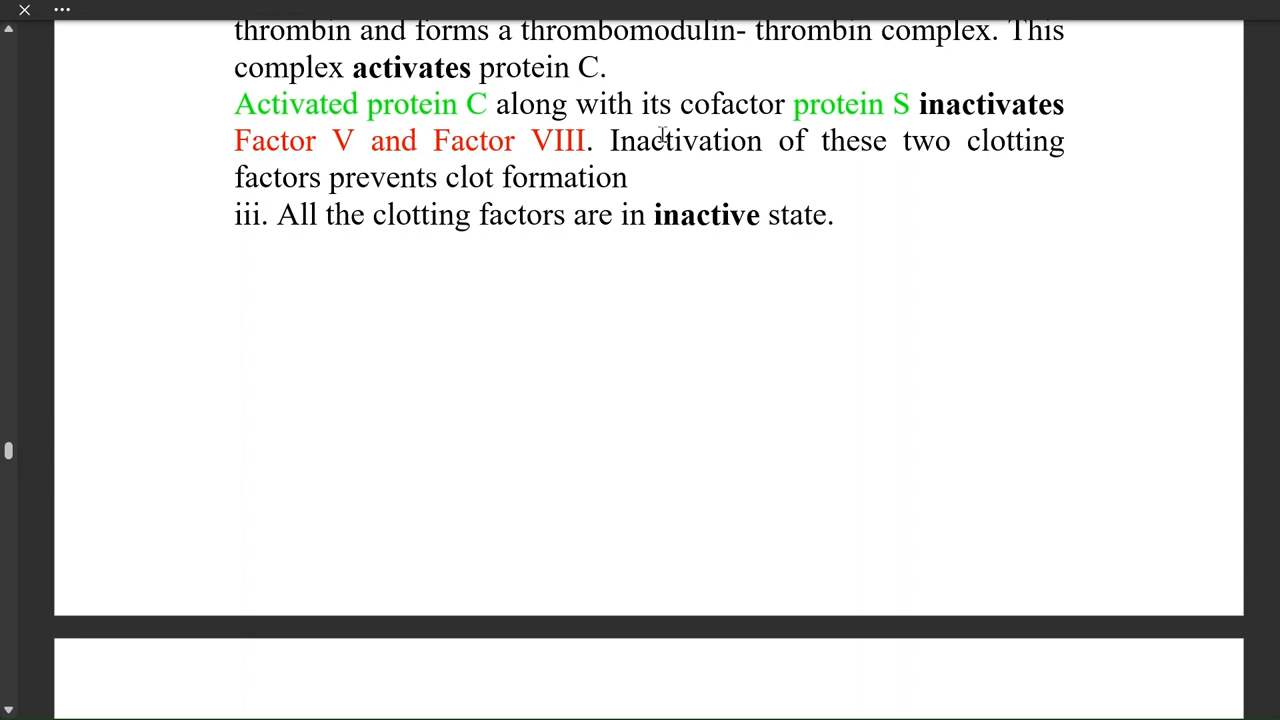 thrombin and forms a thrombomodulin- thrombin complex. This
complex activates protein C.
Activated protein C along with its cofactor protein S inactivates
Factor V and Factor VIII. Inactivation of these two clotting
factors prevents clot formation
iii. All the clotting factors are in inactive state.